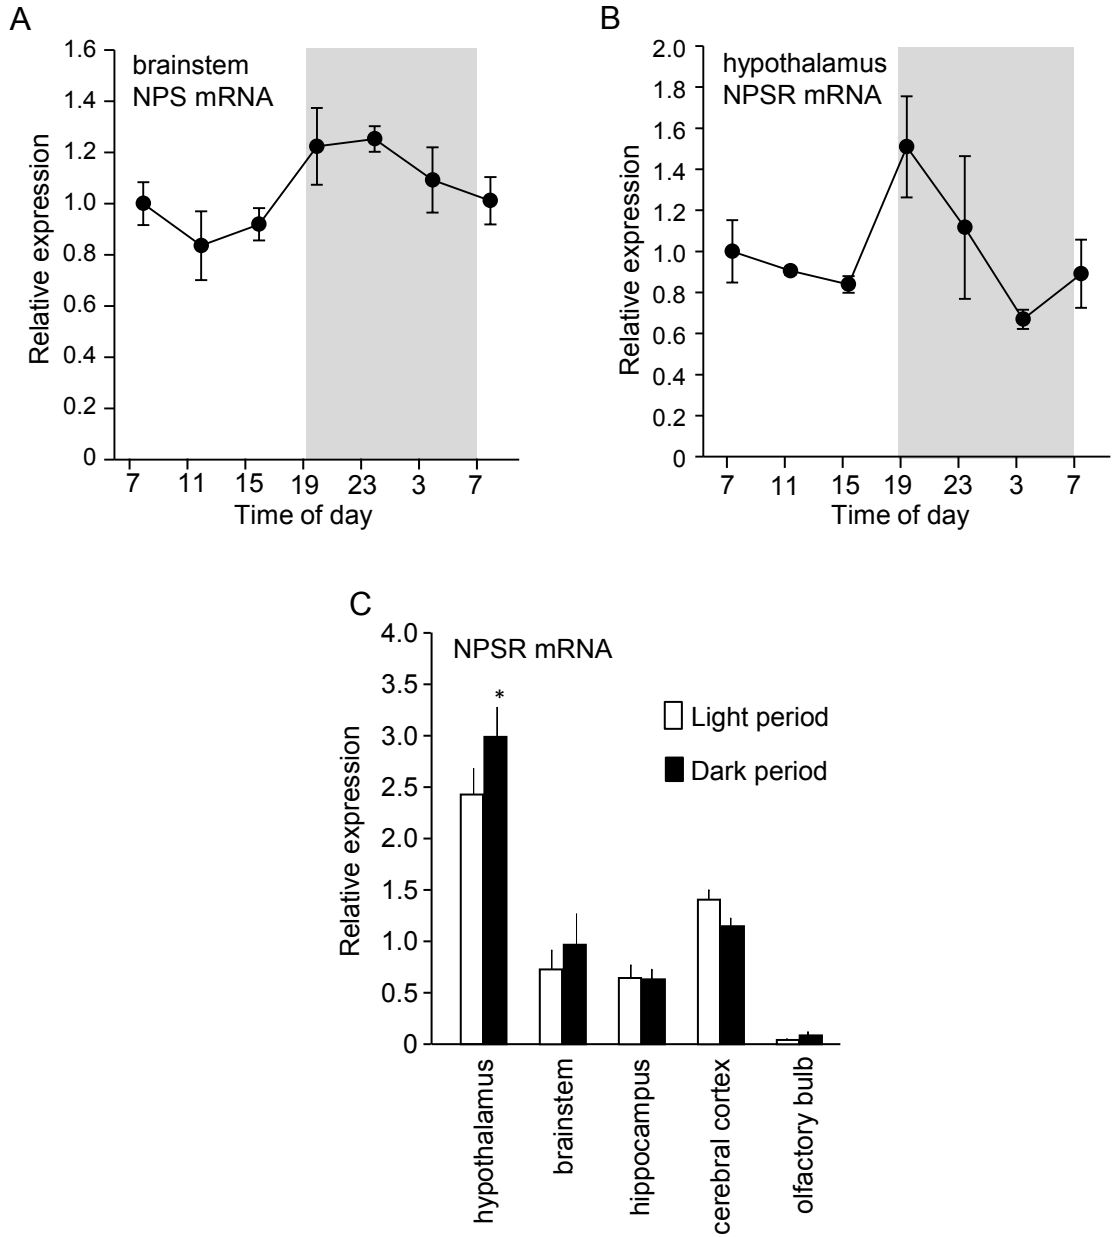 A
brainstem
NPS mRNA
Relative expression
1.6
1.4
1.2
1.0
0.8
0.6
0.4
0.2
0
7 11 15 19 23 3 7
Time of day
B
hypothalamus
NPSR mRNA
Relative expression
2.0
1.8
1.6
1.4
1.2
1.0
0.8
0.6
0.4
0.2
0
7 11 15 19 23 3 7
Time of day
C
NPSR mRNA
Relative expression
4.0
3.5
3.0
2.5
2.0
1.5
1.0
0.5
0
*
Light period
Dark period
hypothalamus
brainstem
hippocampus
cerebral cortex
olfactory bulb